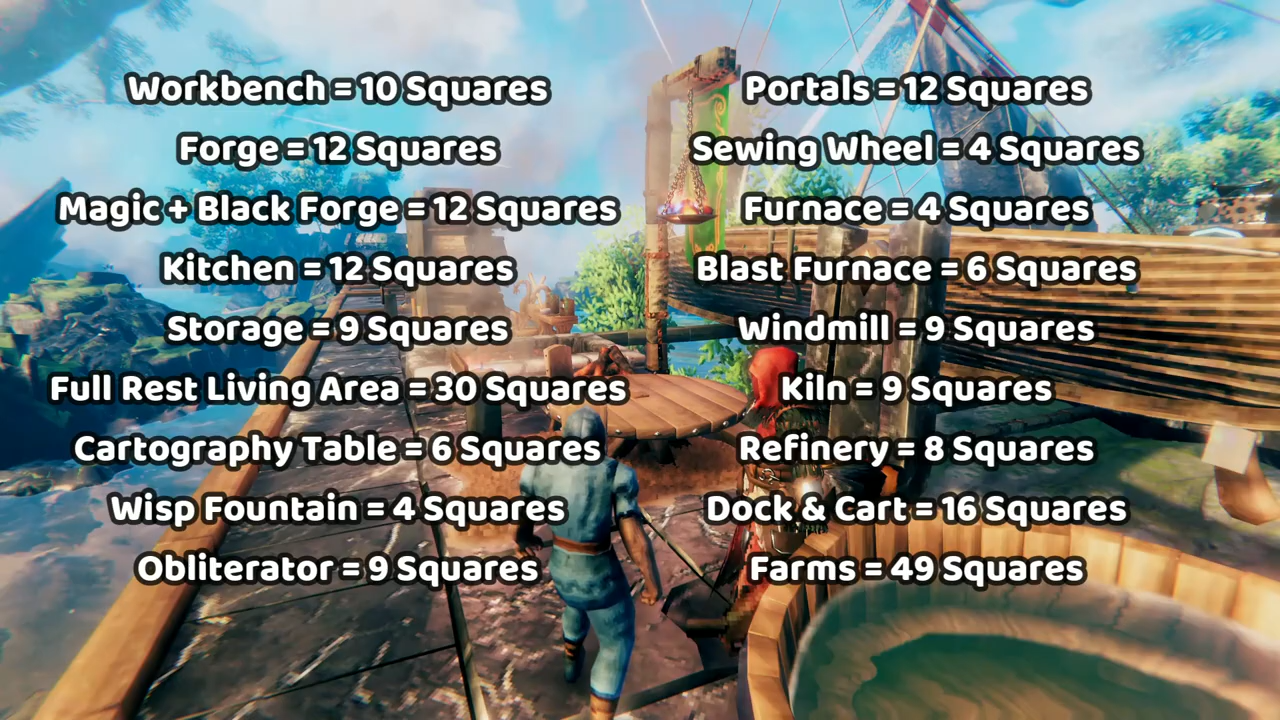 Workbench = 10 Squares
Forge = 12 Squares
Magic + Black Forge = 12 Squares
Kitchen = 12 Squares
Storage = 9 Squares
Full Rest Living Area = 30 Squares
Cartography Table = 6 Squares
Wisp Fountain = 4 Squares
Obliterator = 9 Squares
Portals = 12 Squares
Sewing Wheel = 4 Squares
Furnace = 4 Squares
Blast Furnace = 6 Squares
Windmill = 9 Squares
Kiln = 9 Squares
Refinery = 8 Squares
Dock & Cart = 16 Squares
Farms = 49 Squares